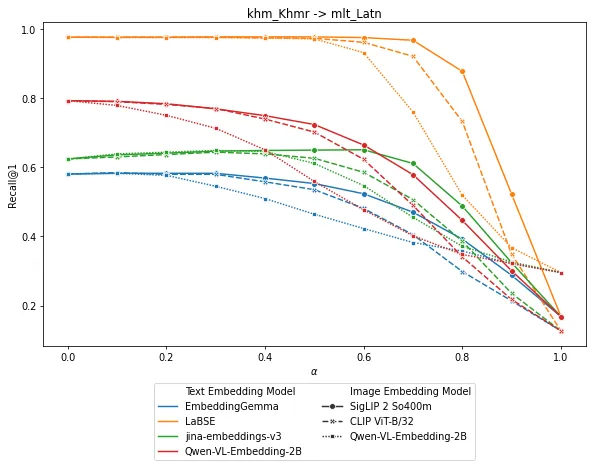 khm_Khmr -> mlt_Latn
Recall@1
1.0
0.8
0.6
0.4
0.2
0.0 0.2 0.4 0.6 0.8 1.0
α
Text Embedding Model
EmbeddingGemma
LaBSE
jina-embeddings-v3
Qwen-VL-Embedding-2B
Image Embedding Model
SigLIP 2 So400m
CLIP ViT-B/32
Qwen-VL-Embedding-2B